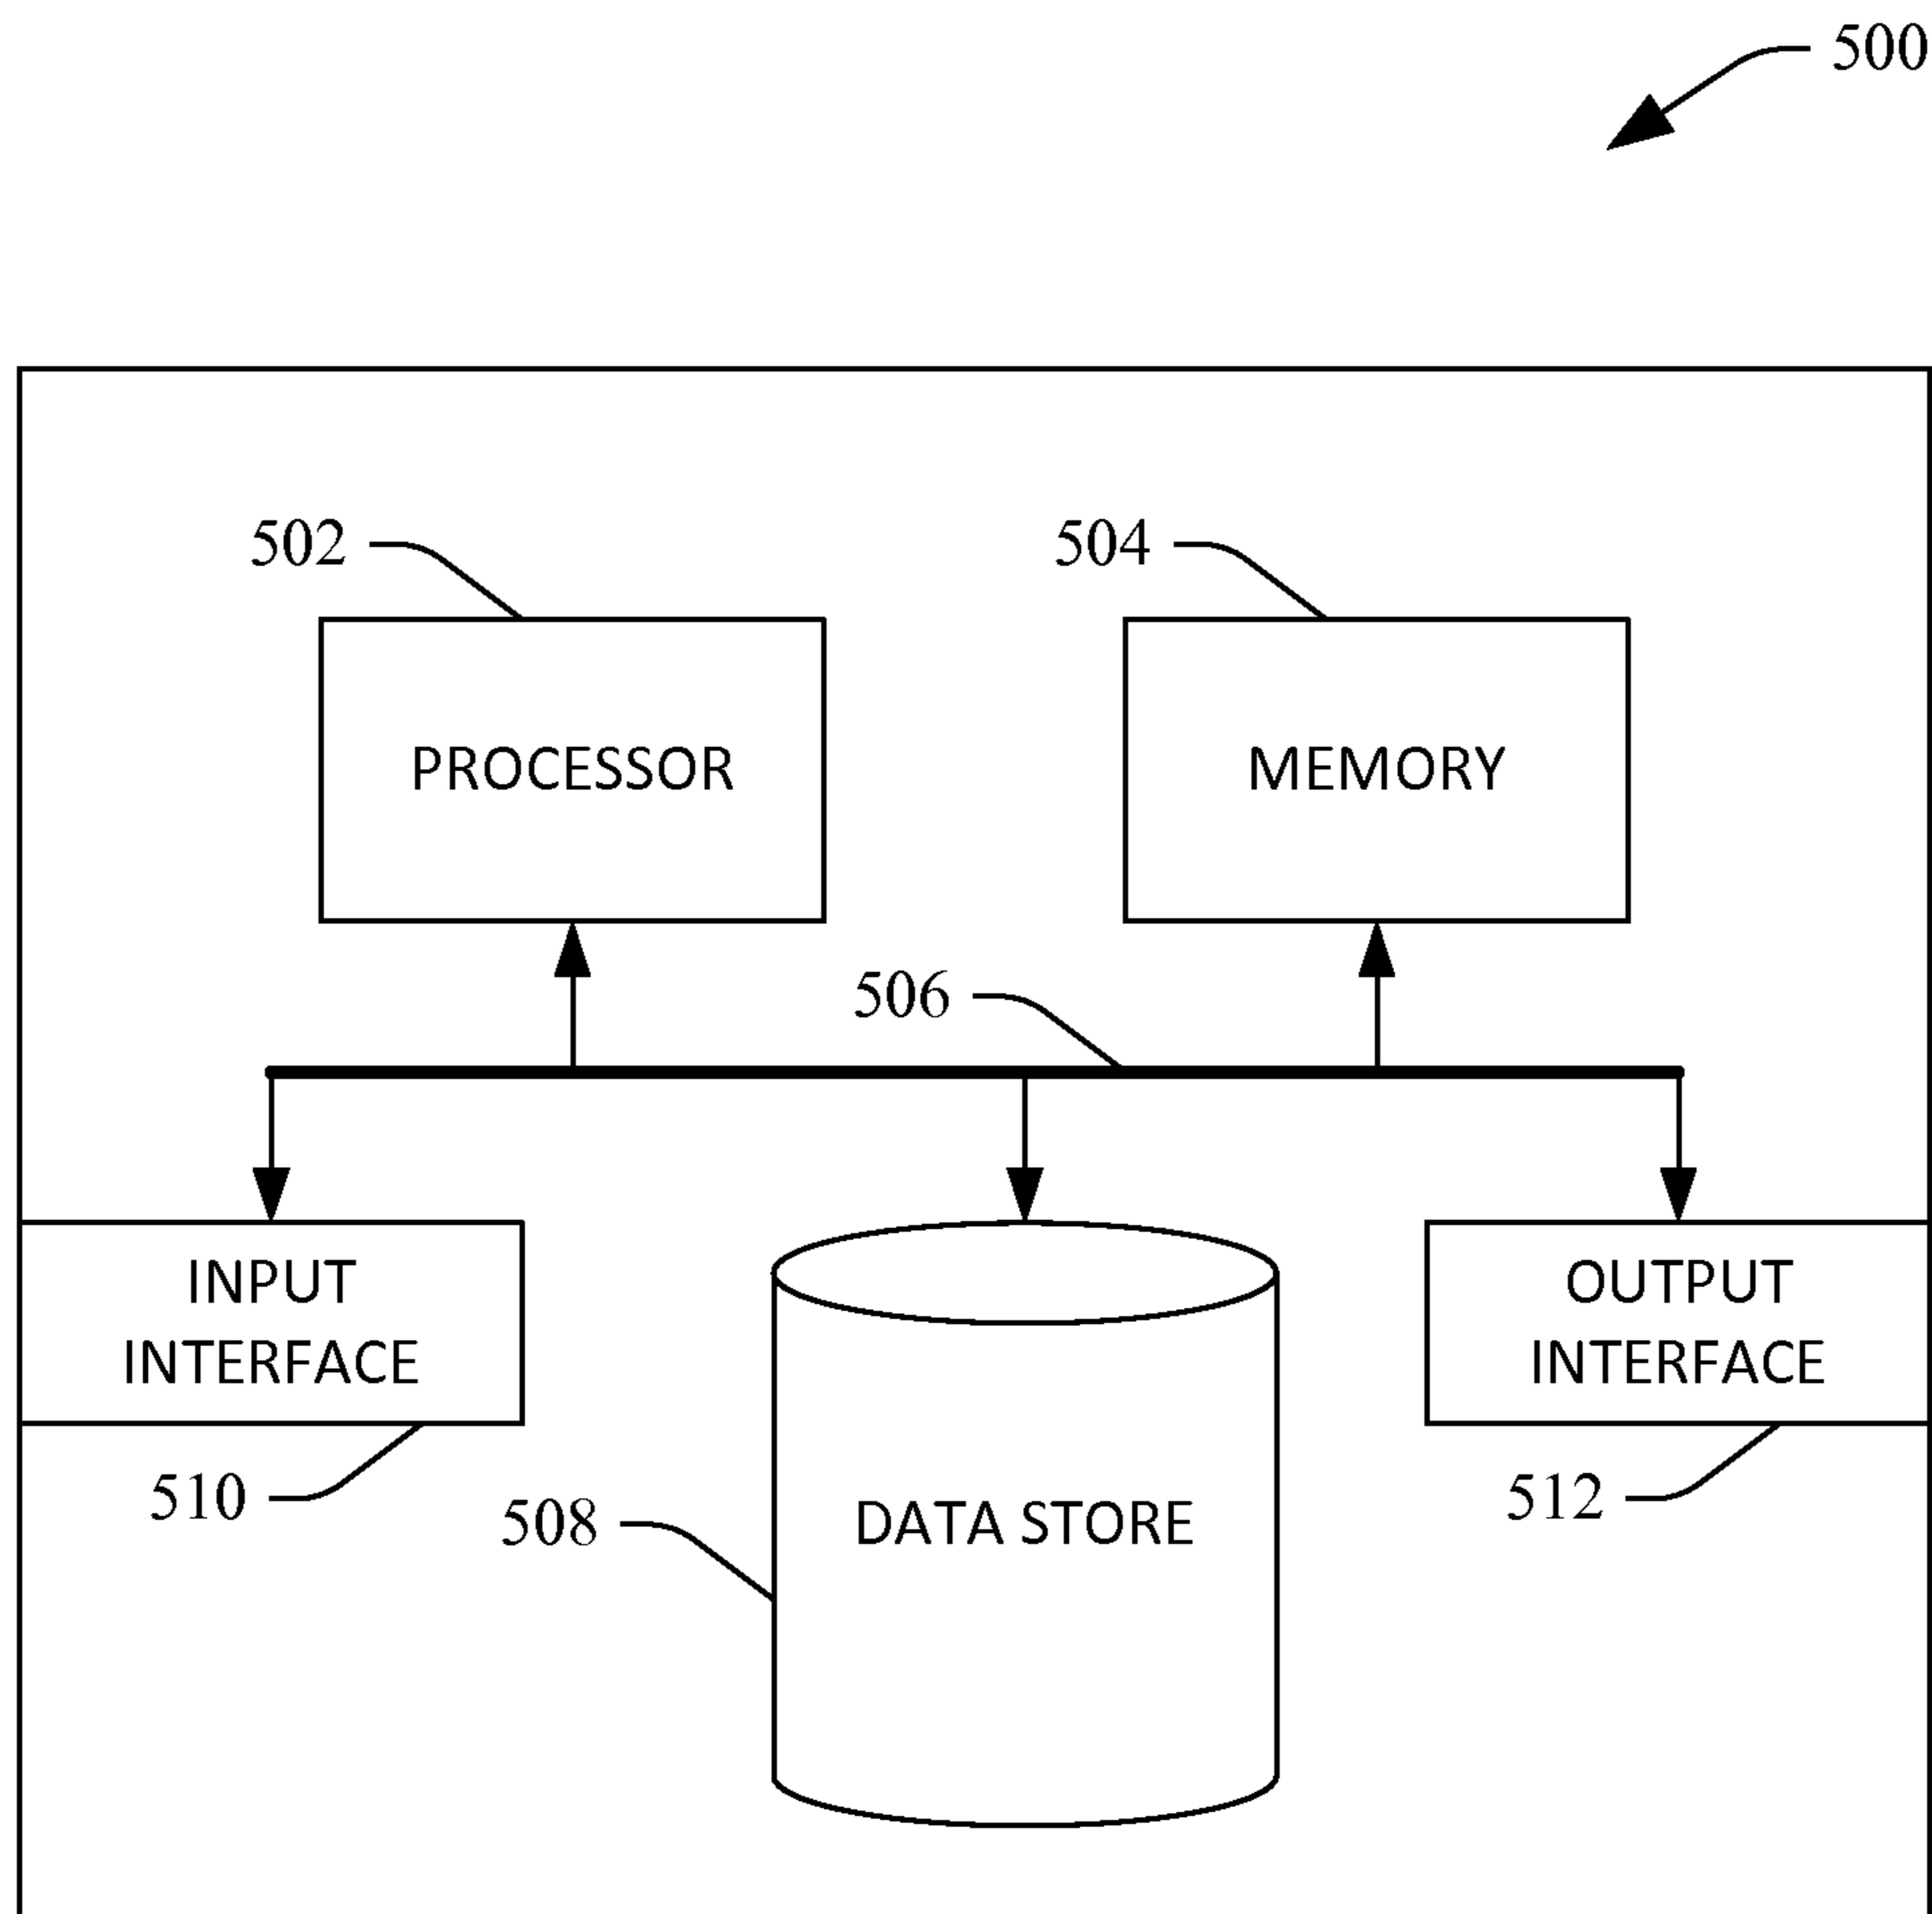 500
502
504
PROCESSOR
MEMORY
506
INPUT
INTERFACE
OUTPUT
INTERFACE
510
508
DATA STORE
512